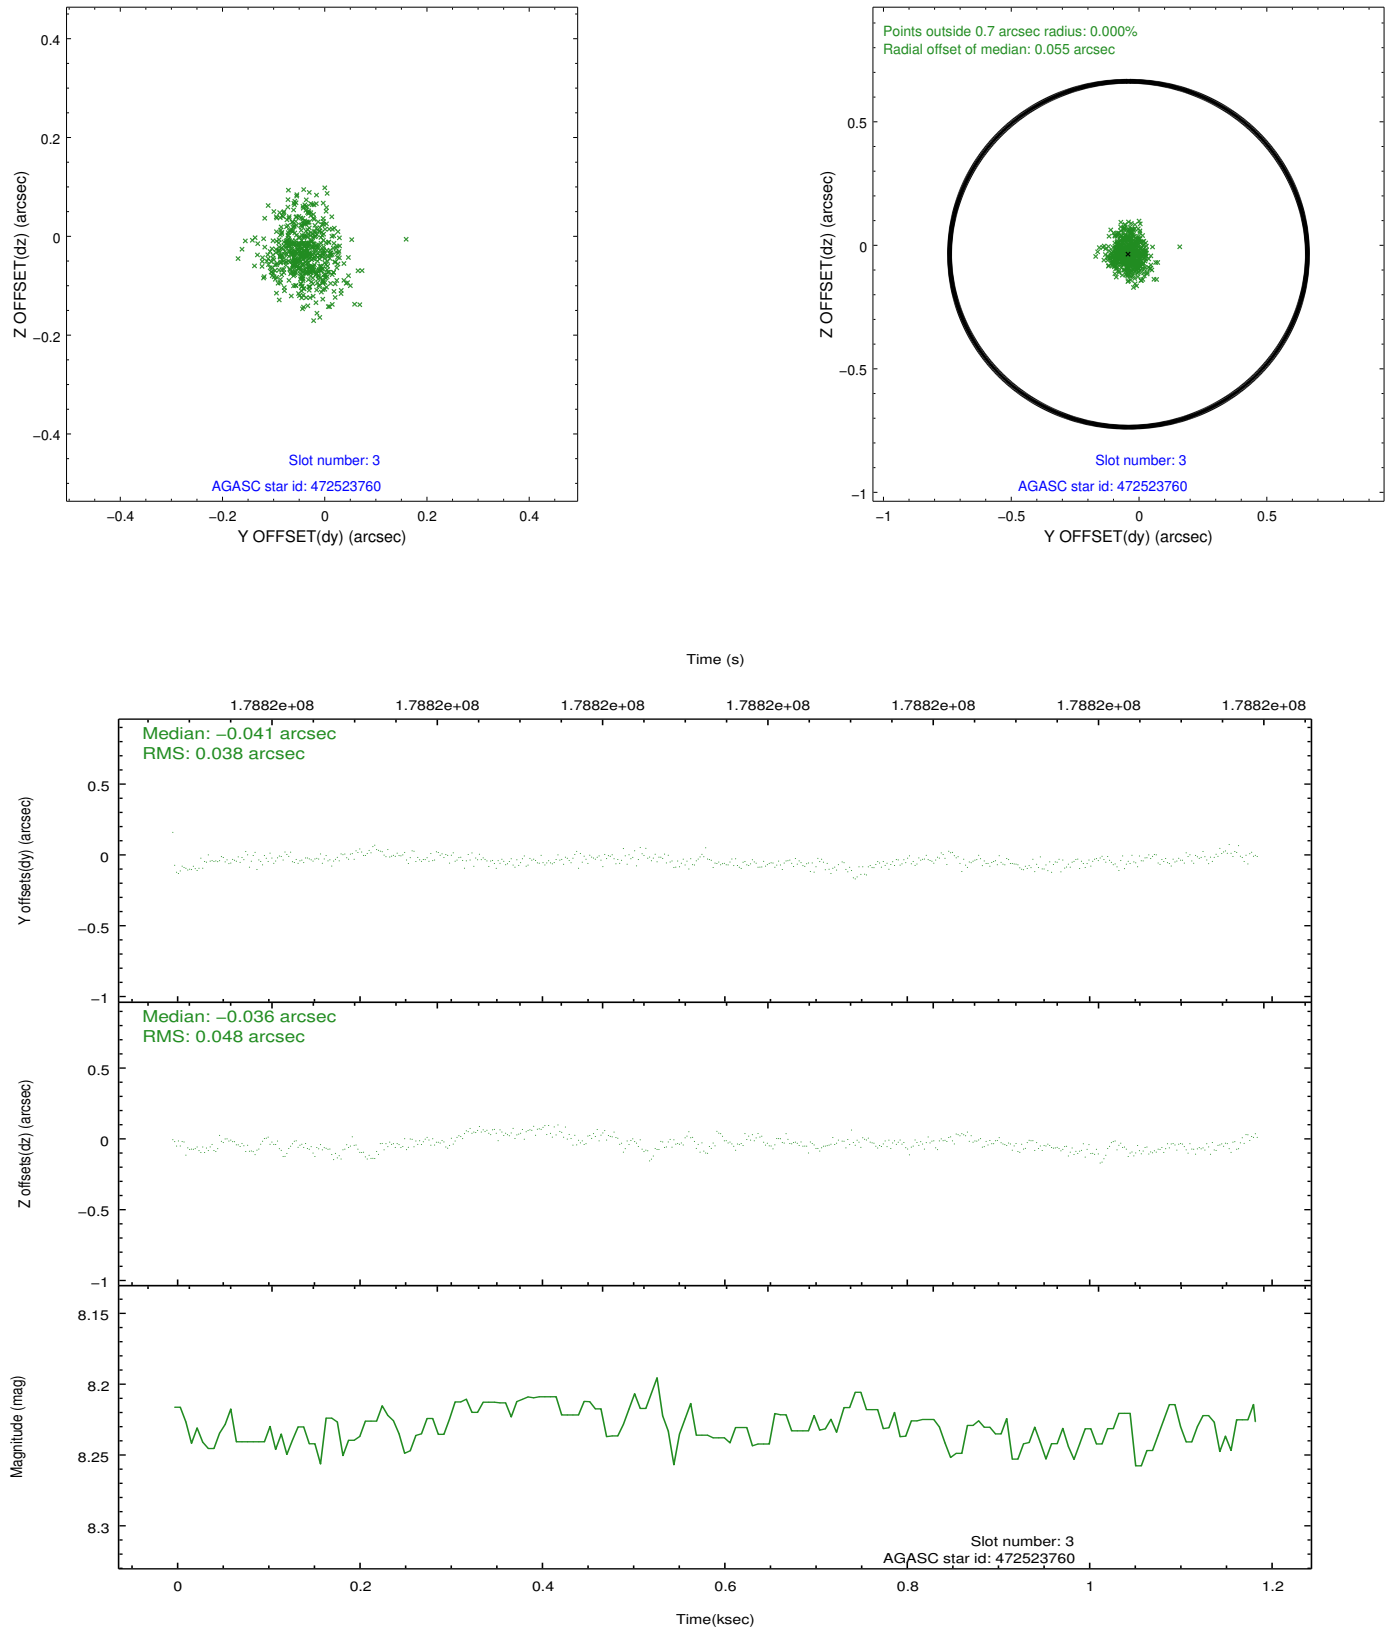 0.4
0.2
0
−0.2
−0.4
Z OFFSET(dz) (arcsec)
Slot number: 3
AGASC star id: 472523760
−0.4 −0.2 0 0.2 0.4
Y OFFSET(dy) (arcsec)
Points outside 0.7 arcsec radius: 0.000%
Radial offset of median: 0.055 arcsec
0.5
0
−0.5
−1
Z OFFSET(dz) (arcsec)
Slot number: 3
AGASC star id: 472523760
−1 −0.5 0 0.5
Y OFFSET(dy) (arcsec)
Time (s)
1.7882e+08 1.7882e+08 1.7882e+08 1.7882e+08 1.7882e+08 1.7882e+08 1.7882e+08
Median: −0.041 arcsec
RMS: 0.038 arcsec
0.5
0
−0.5
−1
Y offsets(dy) (arcsec)
Median: −0.036 arcsec
RMS: 0.048 arcsec
0.5
0
−0.5
−1
Z offsets(dz) (arcsec)
8.15
8.2
8.25
8.3
Magnitude (mag)
Slot number: 3
AGASC star id: 472523760
0 0.2 0.4 0.6 0.8 1 1.2
Time(ksec)